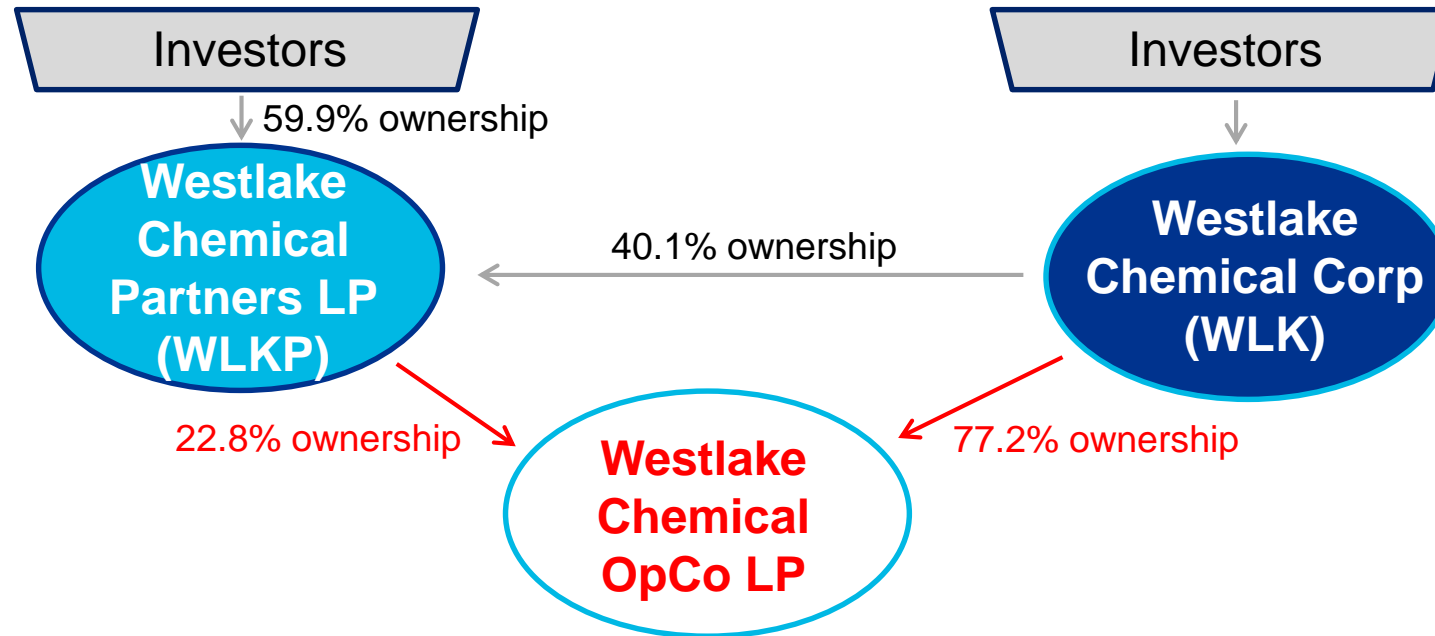 Investors
Investors
59.9% ownership
Westlake
Chemical
Partners LP
(WLKP)
40.1% ownership
Westlake
Chemical Corp
(WLK)
22.8% ownership
77.2% ownership
Westlake
Chemical
OpCo LP